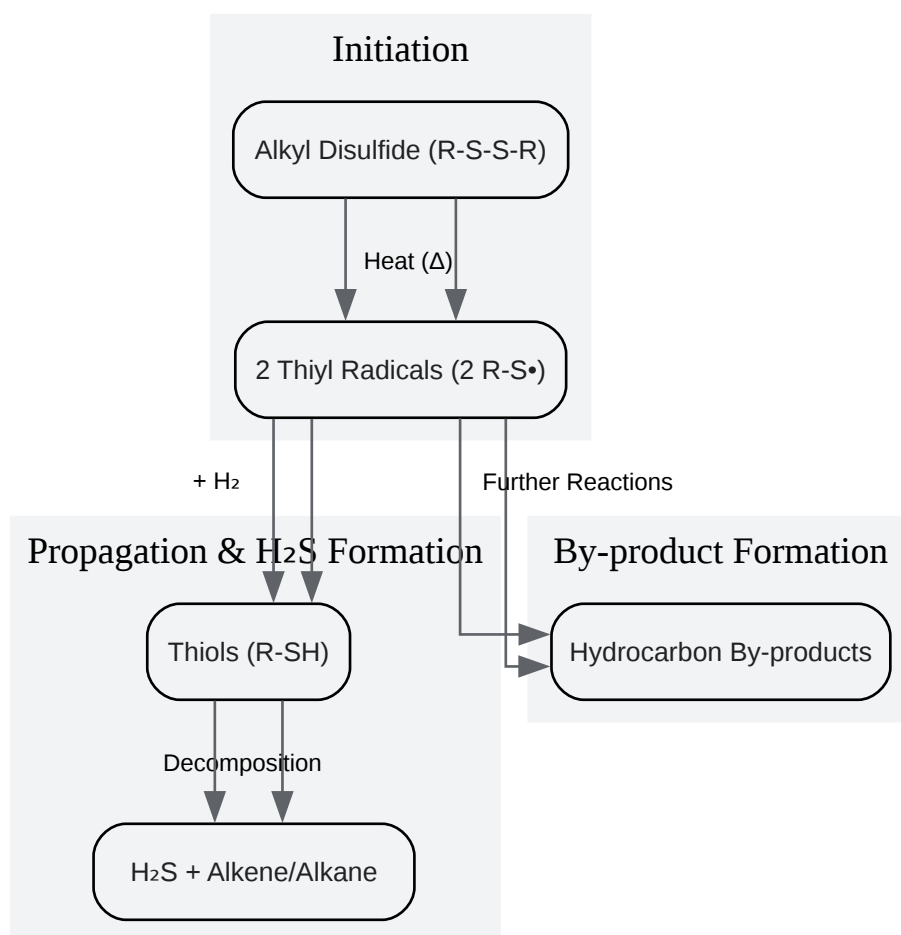 Initiation
Alkyl Disulfide (R-S-S-R)
Heat (Δ)
2 Thiyl Radicals (2 R-S•)
+ H₂
Further Reactions
Propagation & H₂S Formation
By-product Formation
Thiols (R-SH)
Hydrocarbon By-products
Decomposition
H₂S + Alkene/Alkane